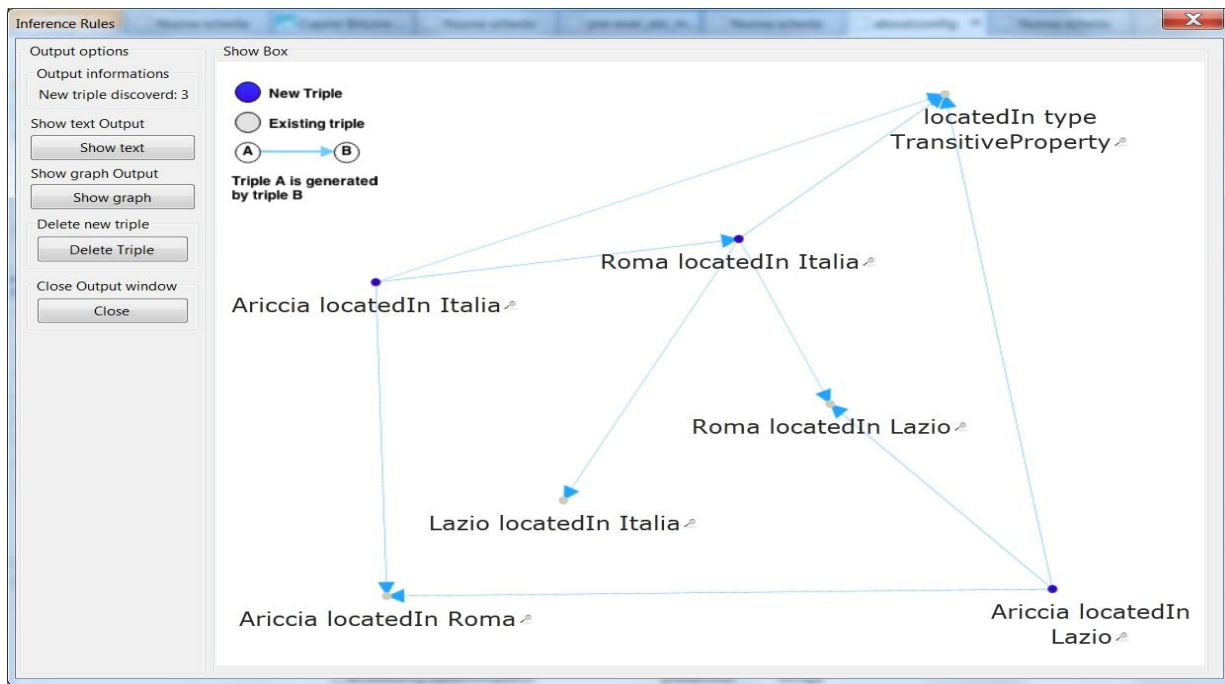 Inference Rules
Output options
Output informations
New triple discoverd: 3
Show text Output
Show text
Show graph Output
Show graph
Delete new triple
Delete Triple
Close Output window
Close
Show Box
New Triple
Existing triple
A
B
Triple A is generated
by triple B
locatedIn type
TransitiveProperty
Roma locatedIn Italia
Ariccia locatedIn Italia
Roma locatedIn Lazio
Lazio locatedIn Italia
Ariccia locatedIn Roma
Ariccia locatedIn
Lazio